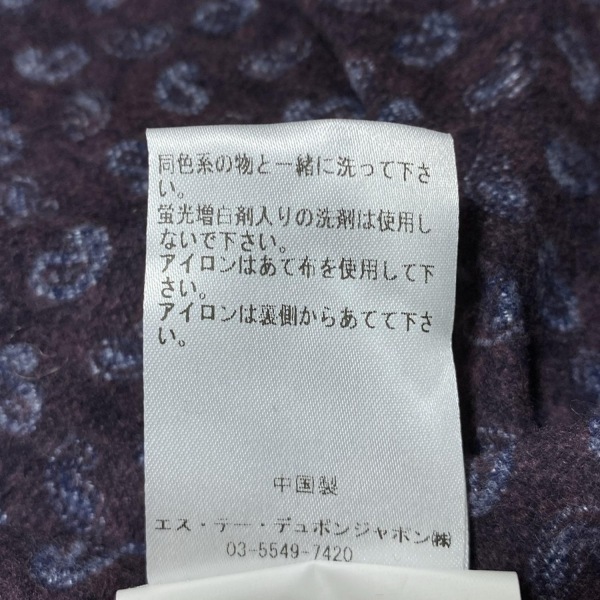 同色系の物と一緒に洗って下さ
い。
蛍光増白剤入りの洗剤は使用し
ないで下さい。
アイロンはあて布を使用して下
さい。
アイロンは裏側からあてて下さ
い。
中国製
エス・テー・デュポンジャポン㈱
03-5549-7420